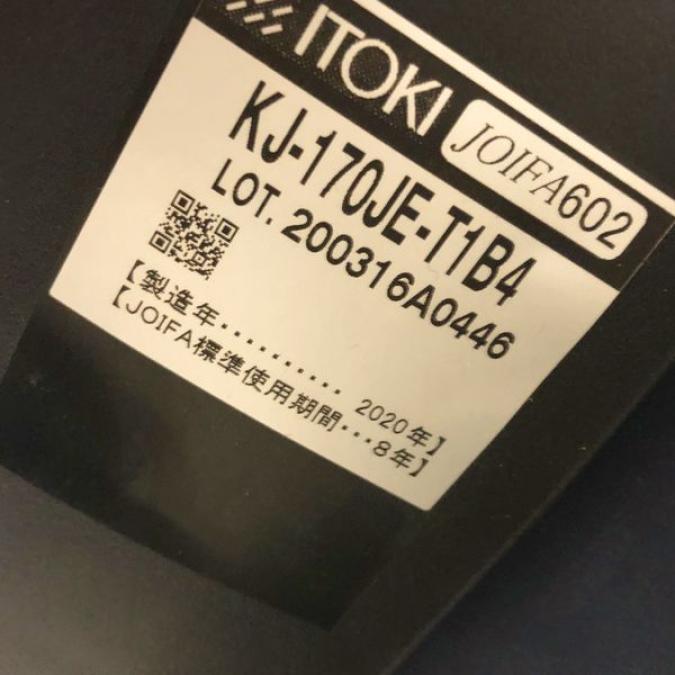 ITOKI JOIFA602
KJ-170JE-T1B4
LOT. 200316A0446
【製造年.......... 2020年】
【JOIFA標準使用期間...8年】